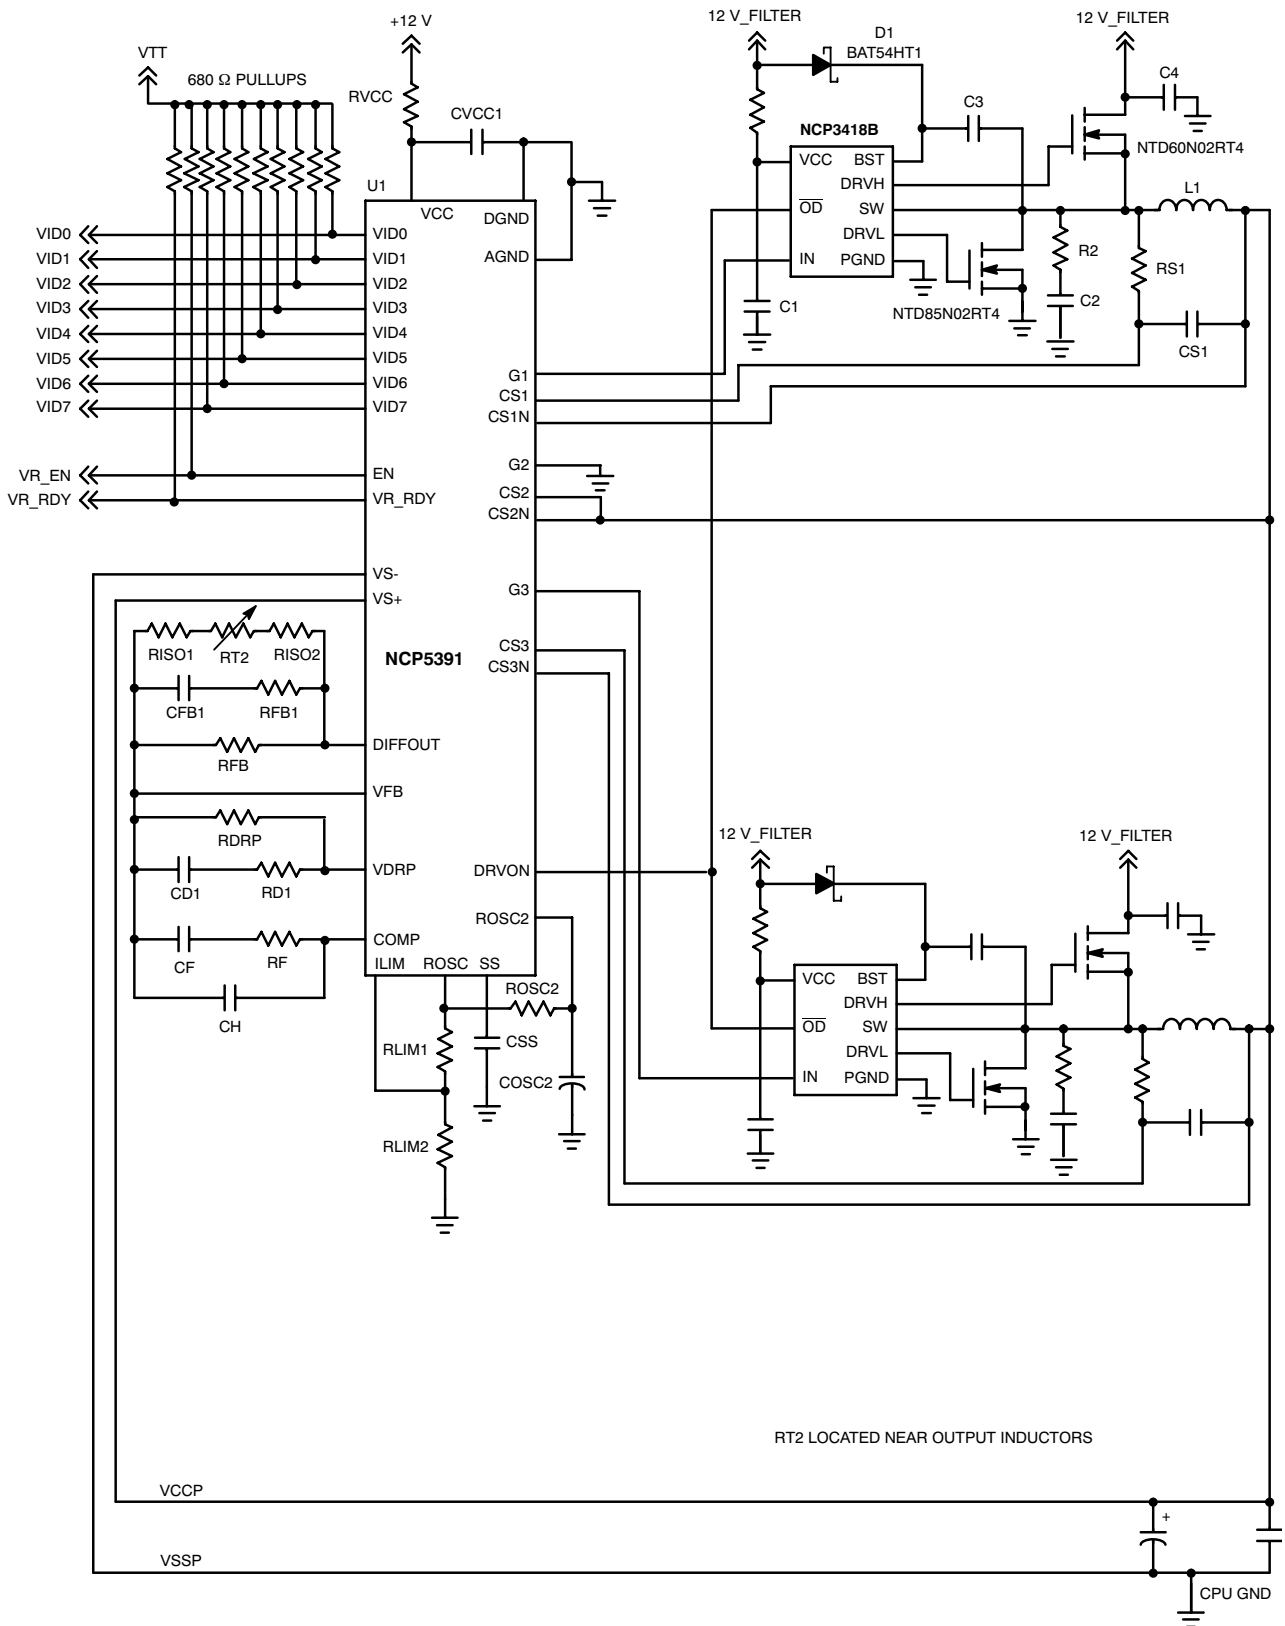 +12 V
12 V_FILTER
12 V_FILTER
D1
BAT54HT1
VTT
680 Ω PULLUPS
RVCC
CVCC1
C4
C3
NCP3418B
NTD60N02RT4
U1
VCC
DGND
AGND
VCC
BST
DRVH
OD
SW
DRVL
IN
PGND
L1
R2
RS1
C1
C2
NTD85N02RT4
CS1
VID0
VID0
VID1
VID1
VID2
VID2
VID3
VID3
VID4
VID4
VID5
VID5
VID6
VID6
VID7
VID7
G1
CS1
CS1N
VR_EN
EN
VR_RDY
VR_RDY
G2
CS2
CS2N
VS-
VS+
G3
RISO1
RT2
RISO2
NCP5391
CS3
CS3N
CFB1
RFB1
DIFFOUT
RFB
VFB
RDRP
VDRP
CD1
RD1
DRVON
ROSC2
COMP
CF
RF
ILIM
ROSC
SS
CH
ROSC2
RLIM1
CSS
COSC2
RLIM2
12 V_FILTER
12 V_FILTER
VCC
BST
DRVH
OD
SW
DRVL
IN
PGND
RT2 LOCATED NEAR OUTPUT INDUCTORS
VCCP
+
VSSP
CPU GND